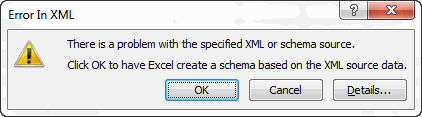 Error In XML
There is a problem with the specified XML or schema source.
Click OK to have Excel create a schema based on the XML source data.
OK Cancel Details...